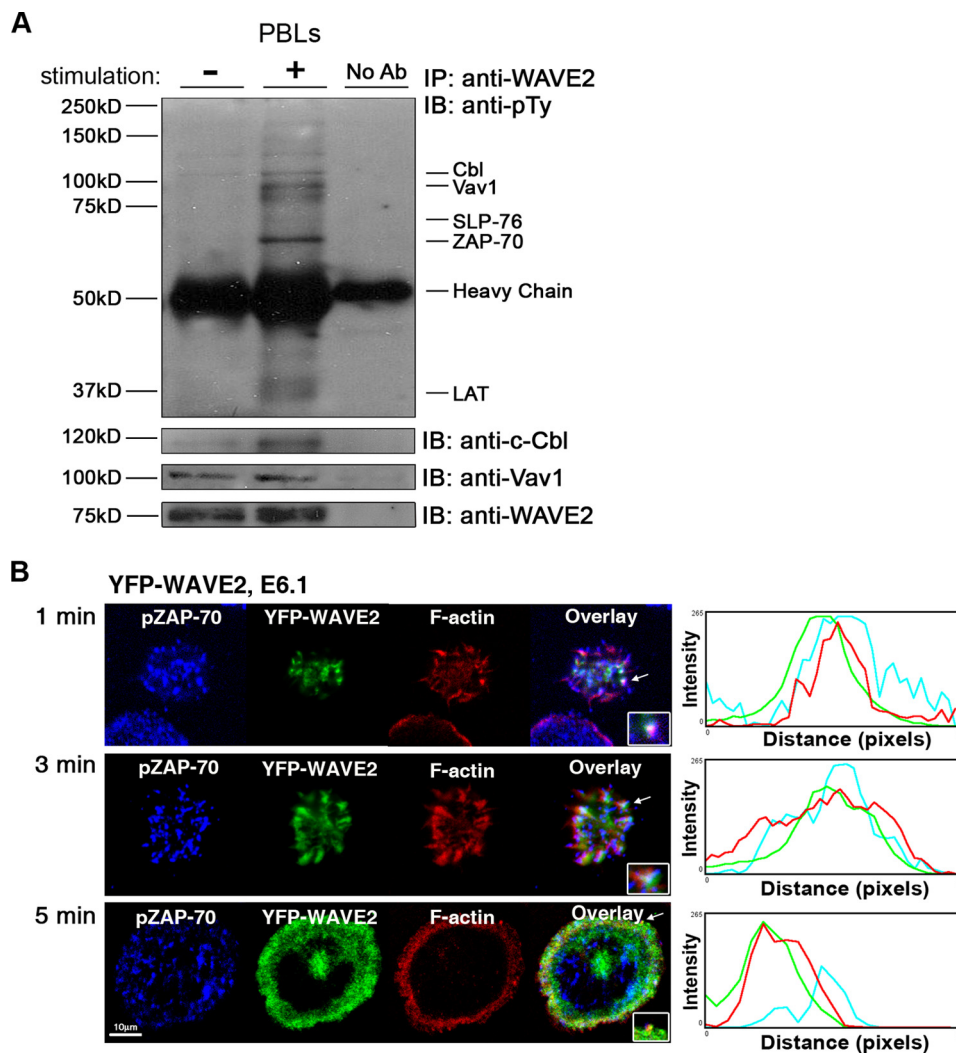 A
PBLs
stimulation: - + No Ab IP: anti-WAVE2
IB: anti-pTy
250kD
150kD
100kD
75kD
50kD
37kD
Cbl
Vav1
SLP-76
ZAP-70
Heavy Chain
LAT
120kD IB: anti-c-Cbl
100kD IB: anti-Vav1
75kD IB: anti-WAVE2
B
YFP-WAVE2, E6.1
1 min pZAP-70 YFP-WAVE2 F-actin Overlay
265
Intensity
0
Distance (pixels)
3 min pZAP-70 YFP-WAVE2 F-actin Overlay
265
Intensity
0
Distance (pixels)
5 min pZAP-70 YFP-WAVE2 F-actin Overlay
10µm
265
Intensity
0
Distance (pixels)